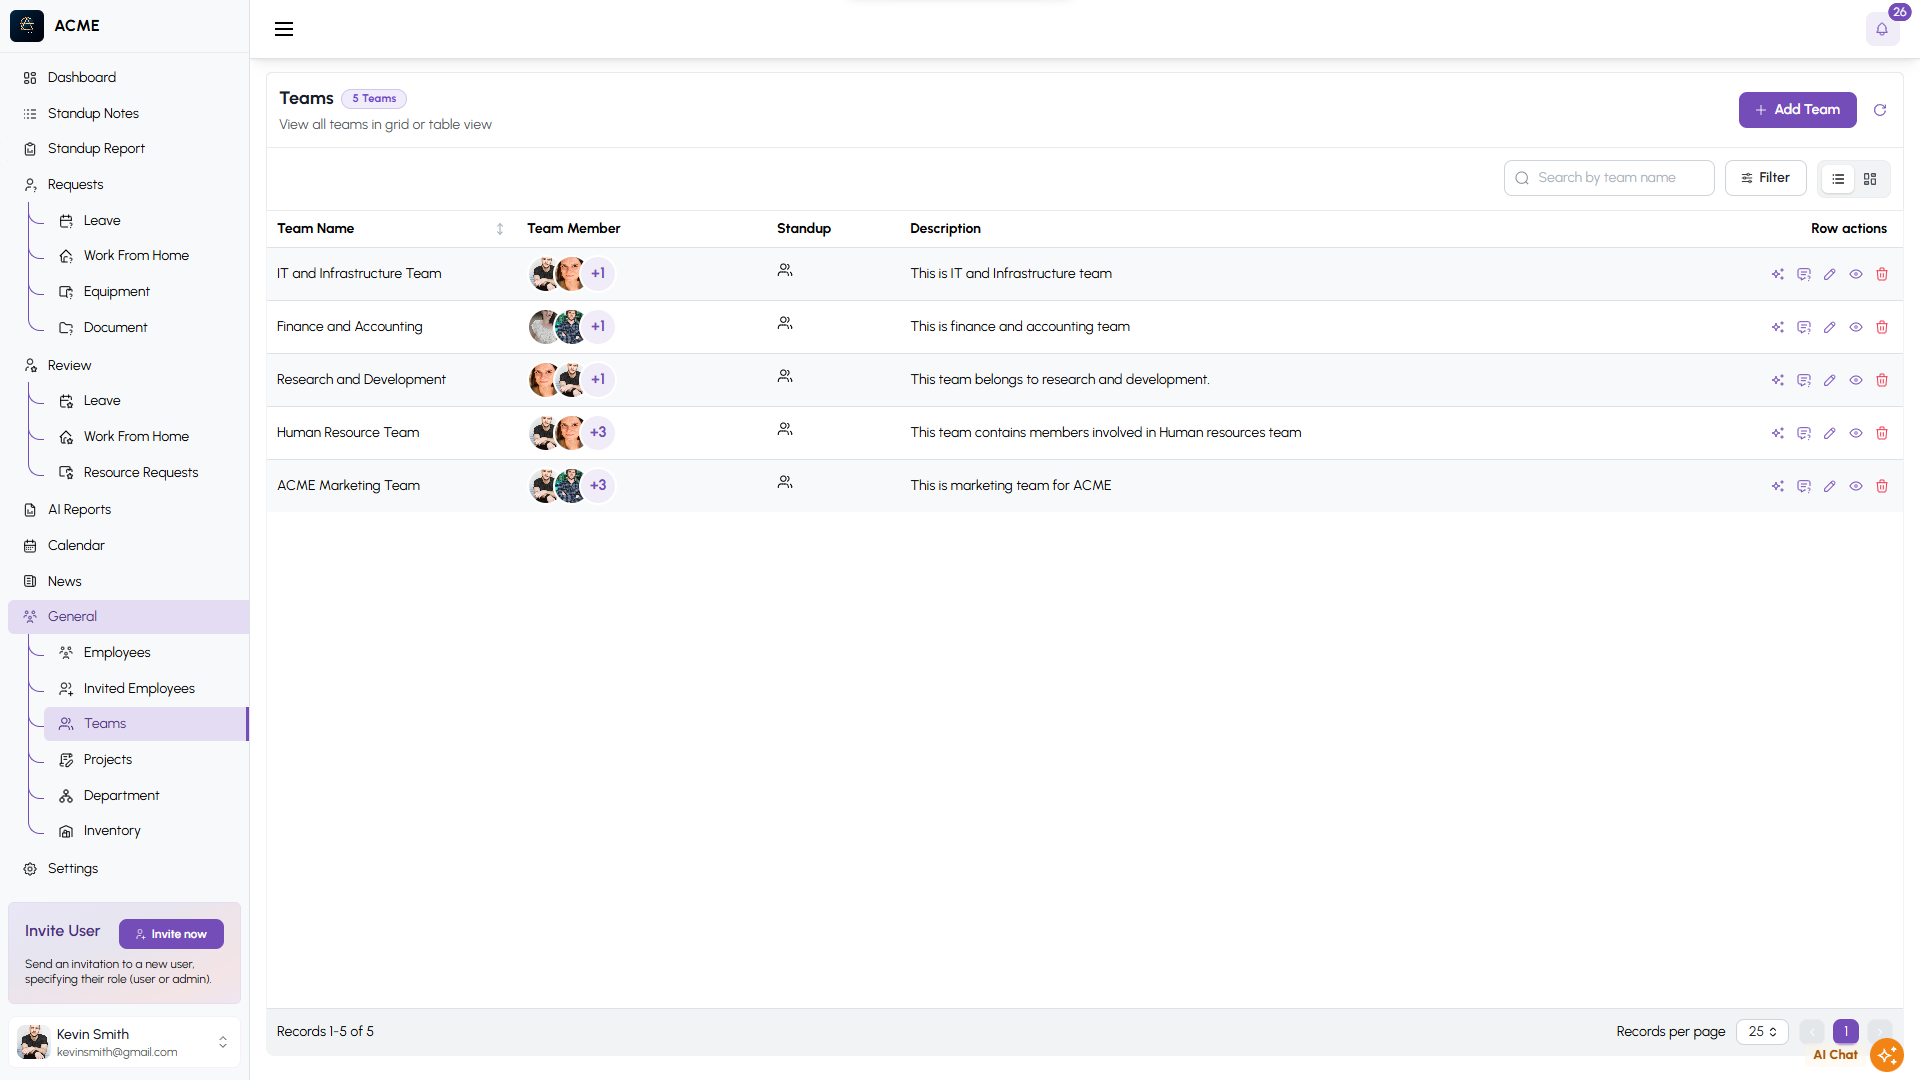 ACME
26
Dashboard
Standup Notes
Standup Report
Requests
Leave
Work From Home
Equipment
Document
Review
Leave
Work From Home
Resource Requests
AI Reports
Calendar
News
General
Employees
Invited Employees
Teams
Projects
Department
Inventory
Settings
Invite User
Invite now
Send an invitation to a new user,
specifying their role (user or admin).
Kevin Smith
kevinsmith@gmail.com
Teams 5 Teams
View all teams in grid or table view
+ Add Team
Search by team name
Filter
Team Name Team Member Standup Description Row actions
IT and Infrastructure Team +1 This is IT and Infrastructure team
Finance and Accounting +1 This is finance and accounting team
Research and Development +1 This team belongs to research and development.
Human Resource Team +3 This team contains members involved in Human resources team
ACME Marketing Team +3 This is marketing team for ACME
Records 1-5 of 5
Records per page 25 1
AI Chat